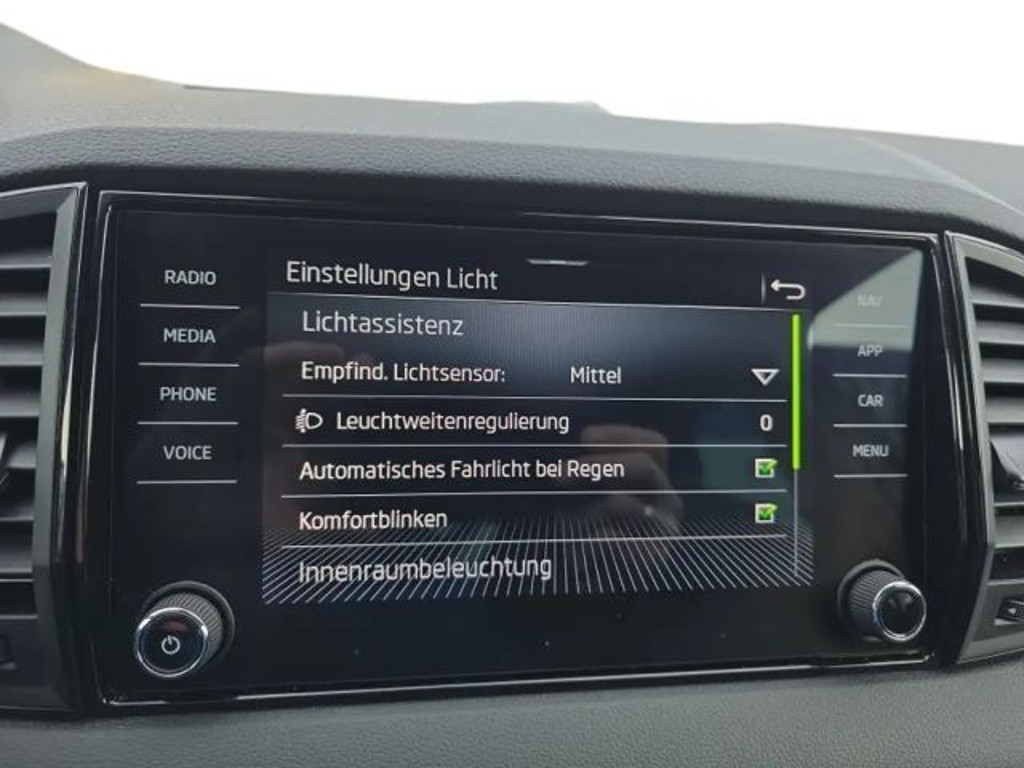 RADIO
MEDIA
PHONE
VOICE
Einstellungen Licht
Lichtassistenz
Empfind. Lichtsensor: Mittel
Leuchtweitenregulierung 0
Automatisches Fahrlicht bei Regen
Komfortblinken
Innenraumbeleuchtung
NAV
APP
CAR
MENU